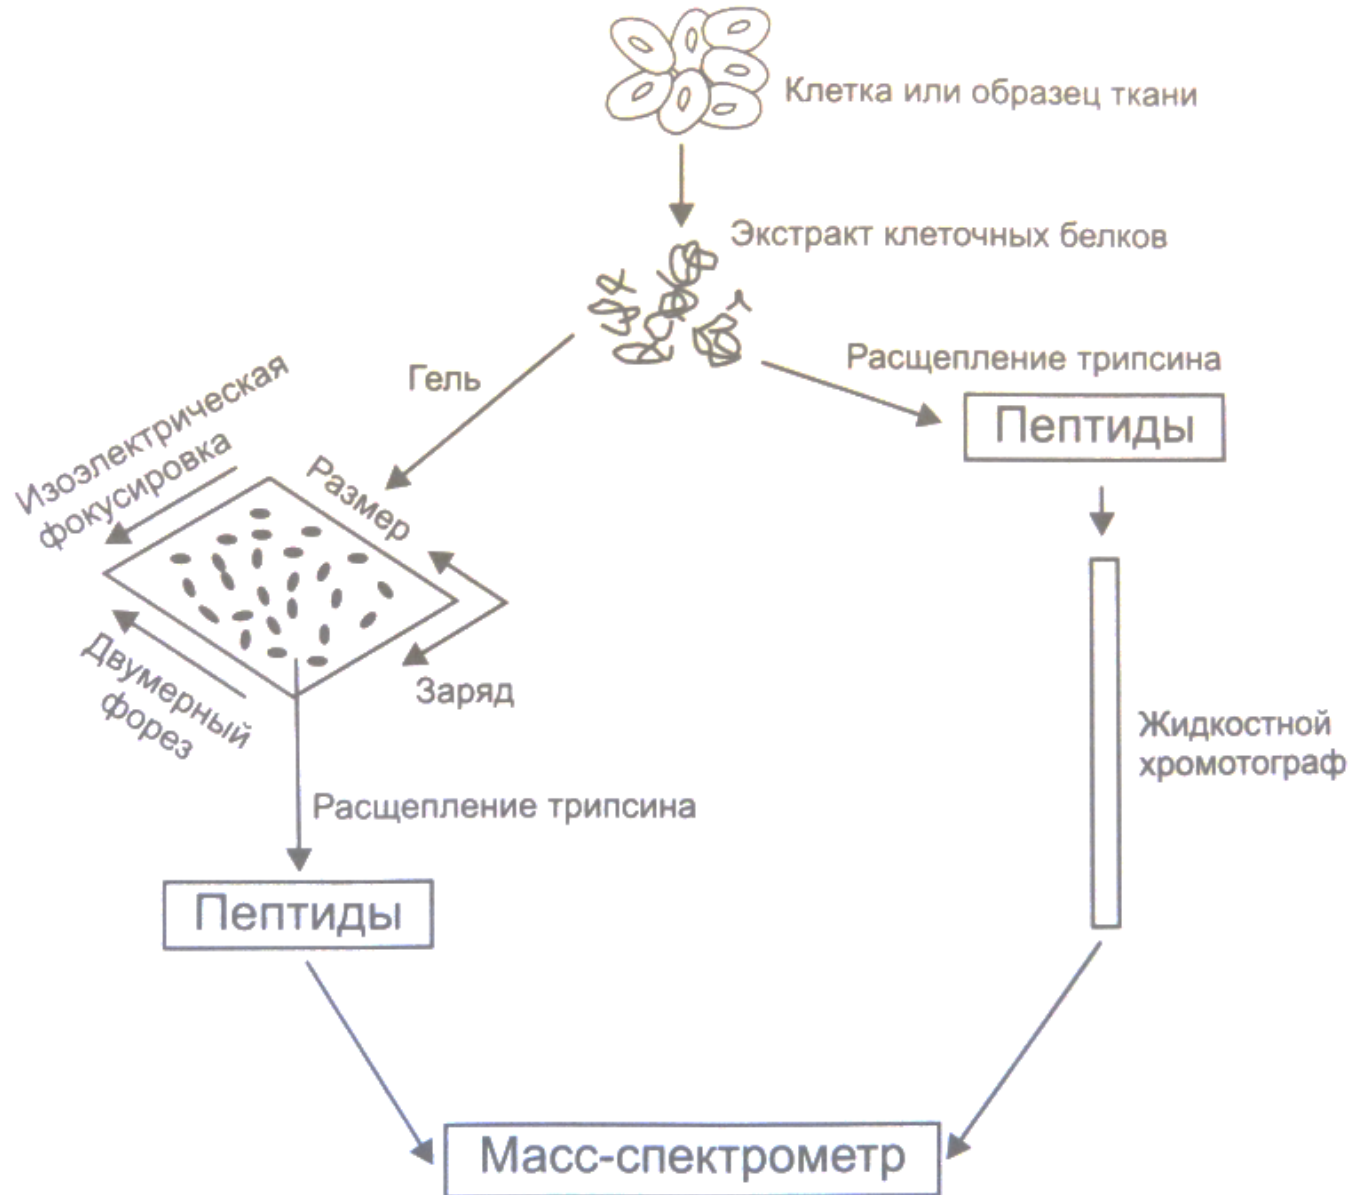 Клетка или образец ткани
Экстракт клеточных белков
Расщепление трипсина
Пептиды
Гель
Изоэлектрическая
фокусировка
Размер
Заряд
Двумерный
форез
Жидкостной
хромотограф
Расщепление трипсина
Пептиды
Масс-спектрометр